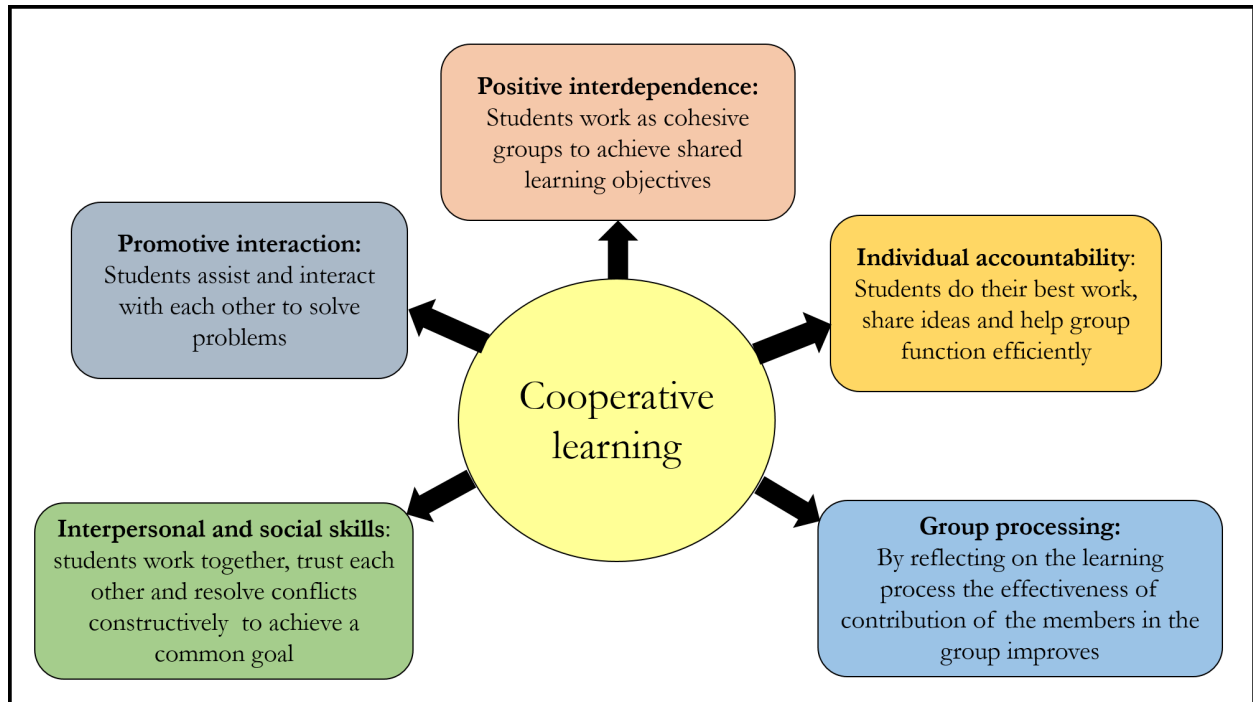 Positive interdependence:
Students work as cohesive
groups to achieve shared
learning objectives
Promotive interaction:
Students assist and interact
with each other to solve
problems
Individual accountability:
Students do their best work,
share ideas and help group
function efficiently
Cooperative
learning
Interpersonal and social skills:
students work together, trust each
other and resolve conflicts
constructively to achieve a
common goal
Group processing:
By reflecting on the learning
process the effectiveness of
contribution of the members in the
group improves